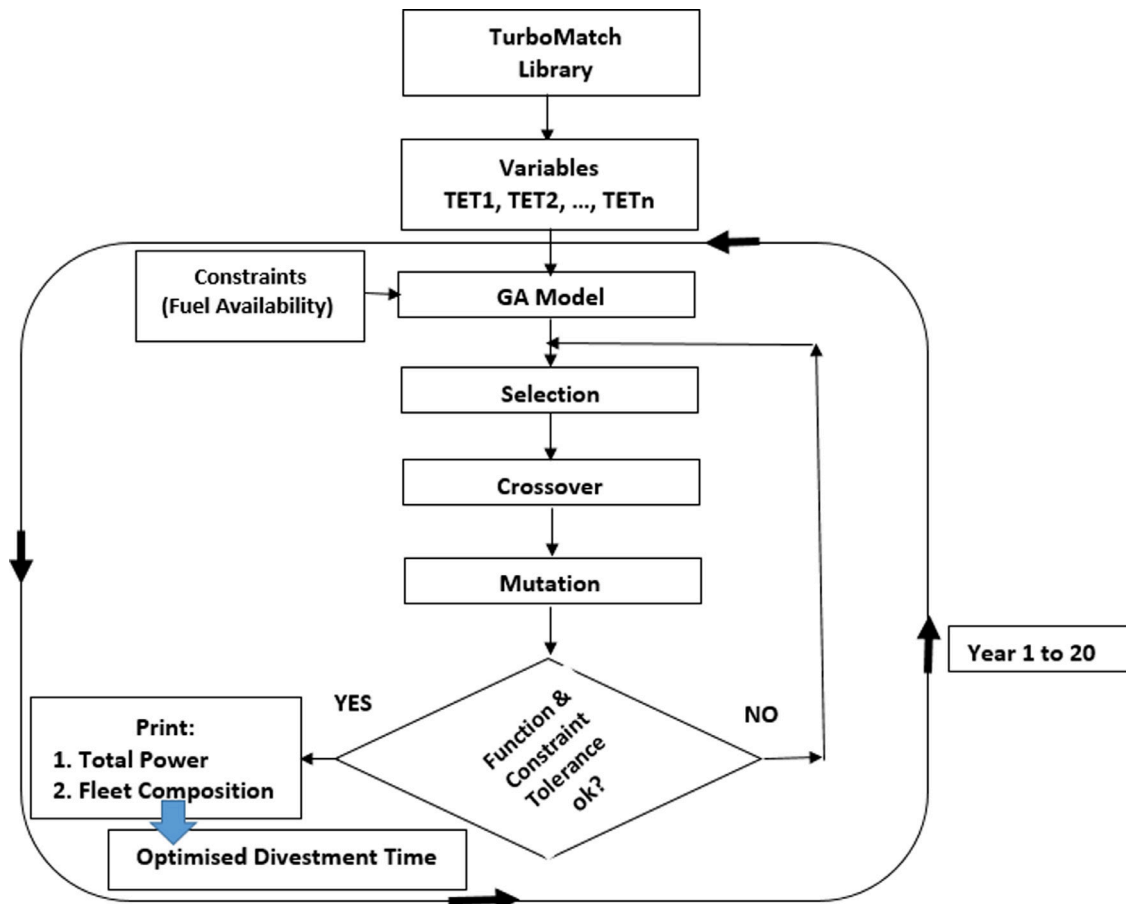 TurboMatch
Library
Variables
TET1, TET2, ..., TETn
Constraints
(Fuel Availability)
GA Model
Selection
Crossover
Mutation
Year 1 to 20
YES
NO
Function &
Constraint
Tolerance
ok?
Print:
1. Total Power
2. Fleet Composition
Optimised Divestment Time